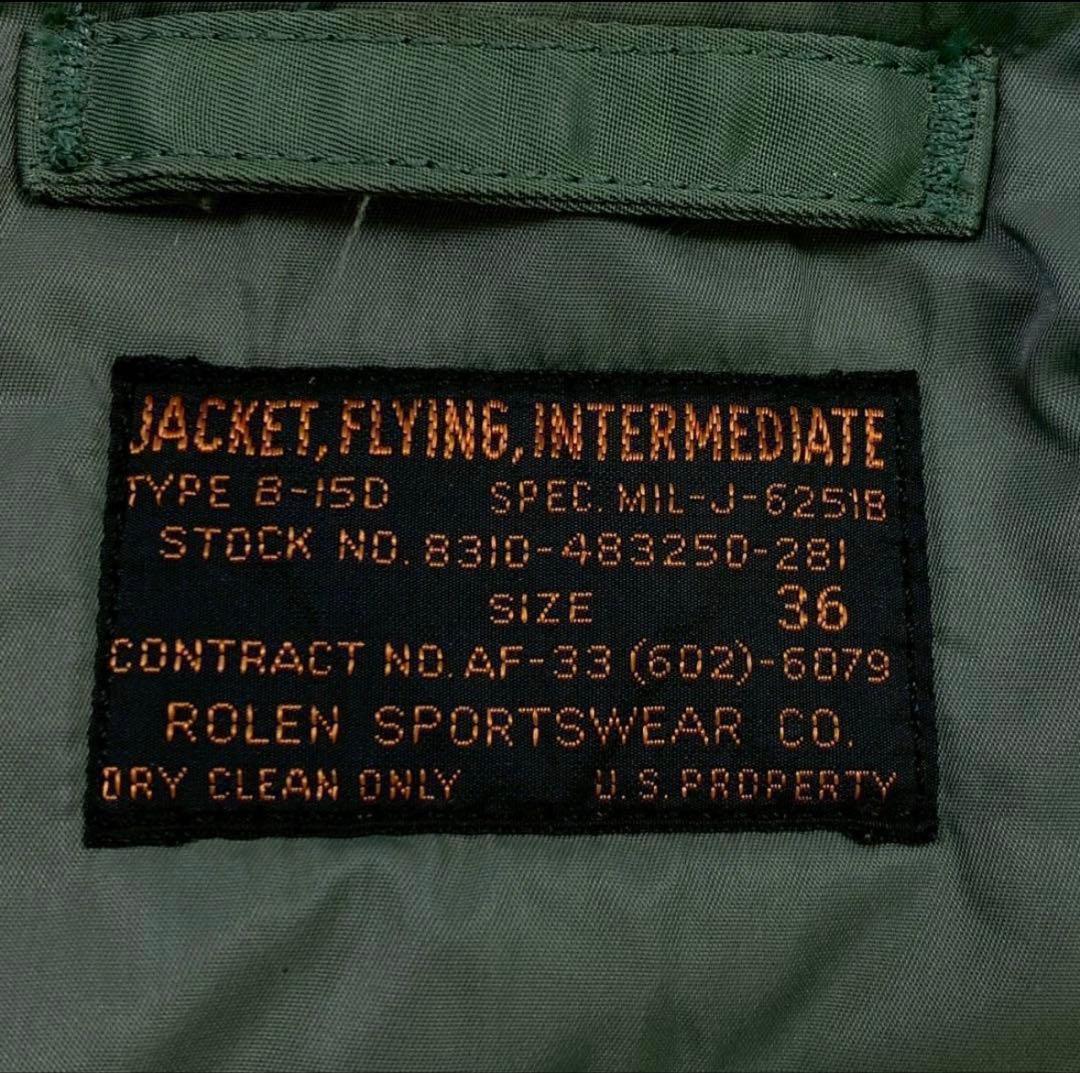 JACKET, FLYING, INTERMEDIATE
TYPE B-15D SPEC. MIL-J-6251B
STOCK NO. 8310-483250-281
SIZE 36
CONTRACT NO. AF-33 (602)-6079
ROLEN SPORTSWEAR CO.
DRY CLEAN ONLY U.S. PROPERTY